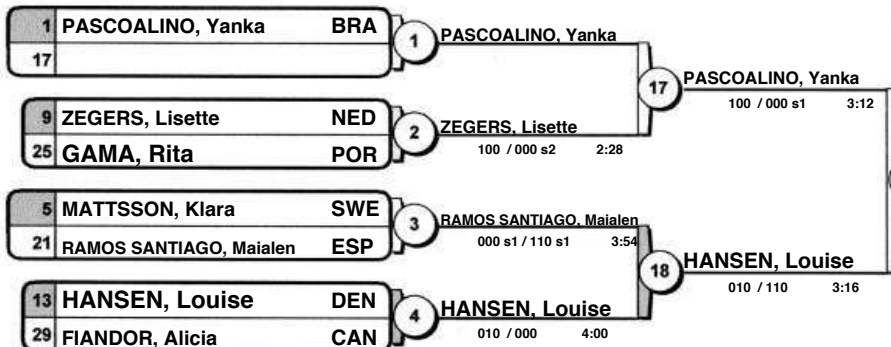 1 PASCOALINO, Yanka BRA
17
1
PASCOALINO, Yanka
9 ZEGERS, Lisette NED
25 GAMA, Rita POR
2
ZEGERS, Lisette
100 / 000 s2 2:28
17
PASCOALINO, Yanka
100 / 000 s1 3:12
5 MATTSSON, Klara SWE
21 RAMOS SANTIAGO, Maialen ESP
3
RAMOS SANTIAGO, Maialen
000 s1 / 110 s1 3:54
13 HANSEN, Louise DEN
29 FIANDOR, Alicia CAN
4
HANSEN, Louise
010 / 000 4:00
18
HANSEN, Louise
010 / 110 3:16